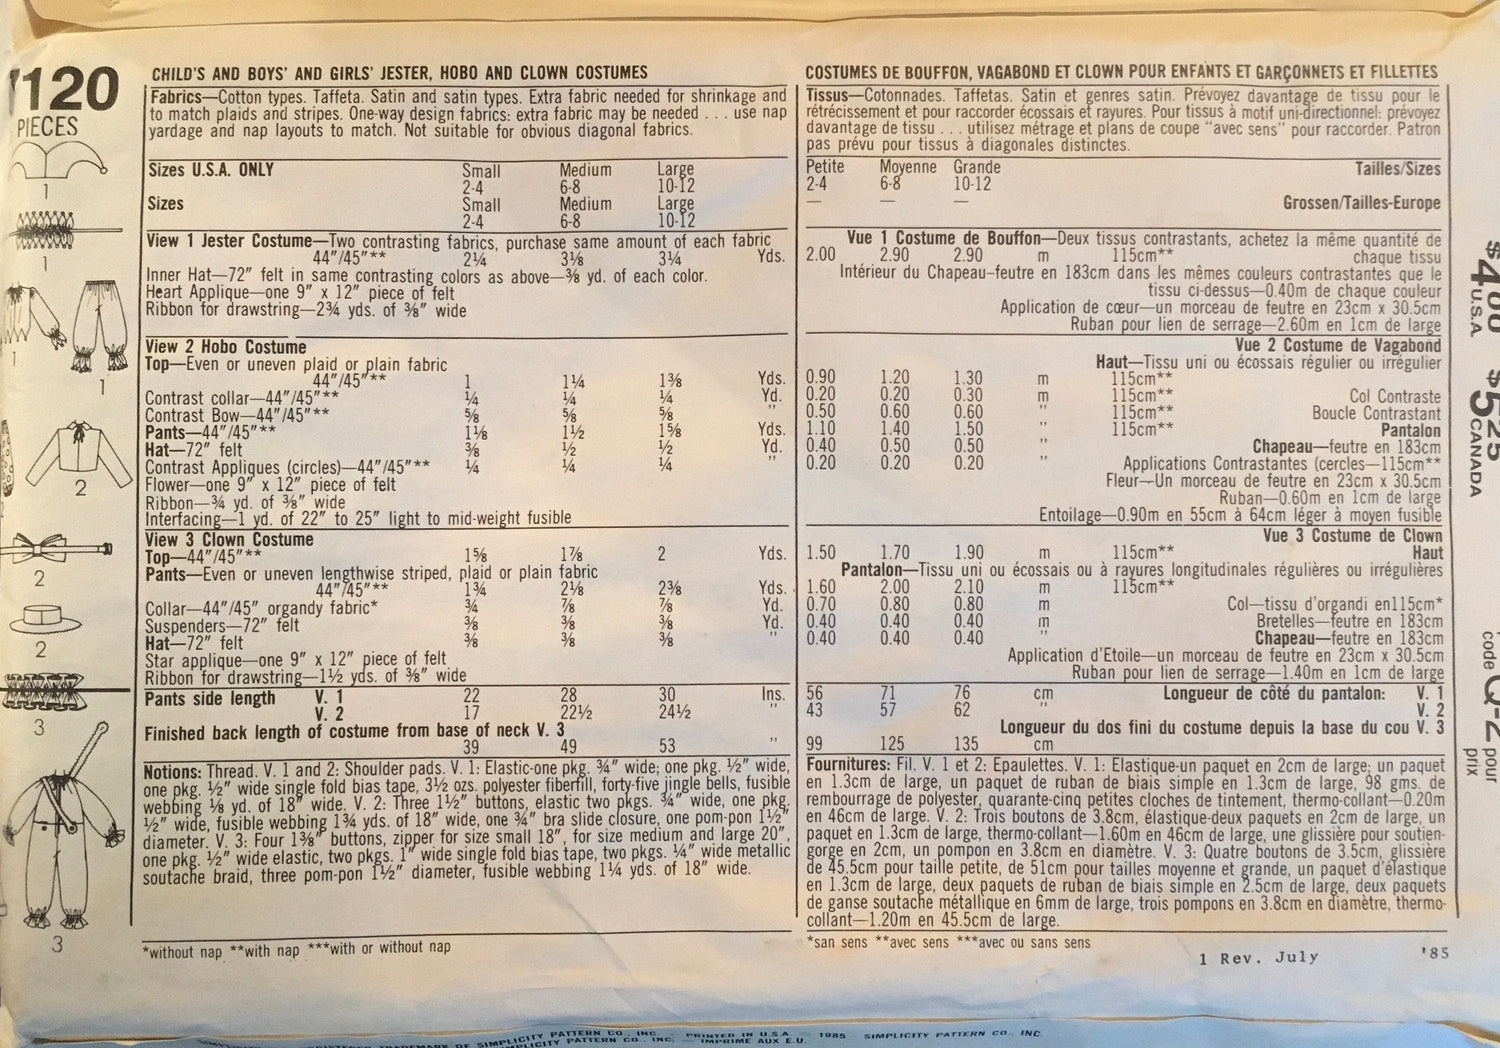 7120
PIECES
1
1
1
1
2
2
2
3
3
CHILD'S AND BOYS' AND GIRLS' JESTER, HOBO AND CLOWN COSTUMES
Fabrics—Cotton types. Taffeta. Satin and satin types. Extra fabric needed for shrinkage and
to match plaids and stripes. One-way design fabrics: extra fabric may be needed . . . use nap
yardage and nap layouts to match. Not suitable for obvious diagonal fabrics.
Sizes U.S.A. ONLY Small Medium Large
2-4 6-8 10-12
Sizes Small Medium Large
2-4 6-8 10-12
View 1 Jester Costume—Two contrasting fabrics, purchase same amount of each fabric
44"/45"** 2¼ 3⅛ 3¼ Yds.
Inner Hat—72" felt in same contrasting colors as above—⅜ yd. of each color.
Heart Applique—one 9" x 12" piece of felt
Ribbon for drawstring—2¾ yds. of ⅜" wide
View 2 Hobo Costume
Top—Even or uneven plaid or plain fabric
44"/45"** 1 1¼ 1⅜ Yds.
Contrast collar—44"/45"** ¼ ¼ ¼ Yd.
Contrast Bow—44"/45"** ⅝ ⅝ ⅝ "
Pants—44"/45"** 1⅛ 1½ 1⅝ Yds.
Hat—72" felt ⅜ ½ ½ Yd.
Contrast Appliques (circles)—44"/45"** ¼ ¼ ¼ "
Flower—one 9" x 12" piece of felt
Ribbon—¾ yd. of ⅜" wide
Interfacing—1 yd. of 22" to 25" light to mid-weight fusible
View 3 Clown Costume
Top—44"/45"** 1⅝ 1⅞ 2 Yds.
Pants—Even or uneven lengthwise striped, plaid or plain fabric
44"/45"** 1¾ 2⅛ 2⅜ Yds.
Collar—44"/45" organdy fabric* ¾ ⅞ ⅞ Yd.
Suspenders—72" felt ⅜ ⅜ ⅜ Yd.
Hat—72" felt ⅜ ⅜ ⅜ "
Star applique—one 9" x 12" piece of felt
Ribbon for drawstring—1½ yds. of ⅜" wide
Pants side length V. 1 22 28 30 Ins.
V. 2 17 22½ 24½ "
Finished back length of costume from base of neck V. 3
39 49 53 "
Notions: Thread. V. 1 and 2: Shoulder pads. V. 1: Elastic-one pkg. ¾" wide; one pkg. ½" wide,
one pkg. ½" wide single fold bias tape, 3½ ozs. polyester fiberfill, forty-five jingle bells, fusible
webbing ⅛ yd. of 18" wide. V. 2: Three 1½" buttons, elastic two pkgs. ¾" wide, one pkg.
½" wide, fusible webbing 1¾ yds. of 18" wide, one ¾" bra slide closure, one pom-pon 1½"
diameter. V. 3: Four 1⅜" buttons, zipper for size small 18", for size medium and large 20",
one pkg. ½" wide elastic, two pkgs. 1" wide single fold bias tape, two pkgs. ¼" wide metallic
soutache braid, three pom-pon 1½" diameter, fusible webbing 1¼ yds. of 18" wide.
*without nap **with nap ***with or without nap
COSTUMES DE BOUFFON, VAGABOND ET CLOWN POUR ENFANTS ET GARÇONNETS ET FILLETTES
Tissus—Cotonnades. Taffetas. Satin et genres satin. Prévoyez davantage de tissu pour le
rétrécissement et pour raccorder écossais et rayures. Pour tissus à motif uni-directionnel: prévoyez
davantage de tissu . . . utilisez métrage et plans de coupe "avec sens" pour raccorder. Patron
pas prévu pour tissus à diagonales distinctes.
Petite Moyenne Grande Tailles/Sizes
2-4 6-8 10-12
— — — Grossen/Tailles-Europe
Vue 1 Costume de Bouffon—Deux tissus contrastants, achetez la même quantité de
2.00 2.90 2.90 m 115cm** chaque tissu
Intérieur du Chapeau-feutre en 183cm dans les mêmes couleurs contrastantes que le
tissu ci-dessus—0.40m de chaque couleur
Application de cœur—un morceau de feutre en 23cm x 30.5cm
Ruban pour lien de serrage—2.60m en 1cm de large
Vue 2 Costume de Vagabond
Haut—Tissu uni ou écossais régulier ou irrégulier
0.90 1.20 1.30 m 115cm**
0.20 0.20 0.30 m 115cm** Col Contraste
0.50 0.60 0.60 " 115cm** Boucle Contrastant
1.10 1.40 1.50 " 115cm** Pantalon
0.40 0.50 0.50 " Chapeau—feutre en 183cm
0.20 0.20 0.20 " Applications Contrastantes (cercles—115cm**
Fleur—Un morceau de feutre en 23cm x 30.5cm
Ruban—0.60m en 1cm de large
Entoilage—0.90m en 55cm à 64cm léger à moyen fusible
Vue 3 Costume de Clown
1.50 1.70 1.90 m 115cm** Haut
Pantalon—Tissu uni ou écossais ou à rayures longitudinales régulières ou irrégulières
1.60 2.00 2.10 m 115cm**
0.70 0.80 0.80 m Col—tissu d'organdi en115cm*
0.40 0.40 0.40 m Bretelles—feutre en 183cm
0.40 0.40 0.40 " Chapeau—feutre en 183cm
Application d'Etoile—un morceau de feutre en 23cm x 30.5cm
Ruban pour lien de serrage—1.40m en 1cm de large
56 71 76 cm Longueur de côté du pantalon: V. 1
43 57 62 " V. 2
Longueur du dos fini du costume depuis la base du cou V. 3
99 125 135 cm
Fournitures: Fil. V. 1 et 2: Epaulettes. V. 1: Elastique-un paquet en 2cm de large; un paquet
en 1.3cm de large, un paquet de ruban de biais simple en 1.3cm de large, 98 gms. de
rembourrage de polyester, quarante-cinq petites cloches de tintement, thermo-collant—0.20m
en 46cm de large. V. 2: Trois boutons de 3.8cm, élastique-deux paquets en 2cm de large, un
paquet en 1.3cm de large, thermo-collant—1.60m en 46cm de large, une glissière pour soutien-
gorge en 2cm, un pompon en 3.8cm en diamètre. V. 3: Quatre boutons de 3.5cm, glissière
de 45.5cm pour taille petite, de 51cm pour tailles moyenne et grande, un paquet d'élastique
en 1.3cm de large, deux paquets de ruban de biais simple en 2.5cm de large, deux paquets
de ganse soutache métallique en 6mm de large, trois pompons en 3.8cm en diamètre, thermo-
collant—1.20m en 45.5cm de large.
*san sens **avec sens ***avec ou sans sens
1 Rev. July '85
$4.00 U.S.A.
$5.25 CANADA
code Q-2 pour
prix
SIMPLICITY PATTERN CO., INC. — PRINTED IN U.S.A. 1985 SIMPLICITY PATTERN CO., INC.
TRADEMARK OF SIMPLICITY PATTERN CO., INC. — IMPRIME AUX E.U.